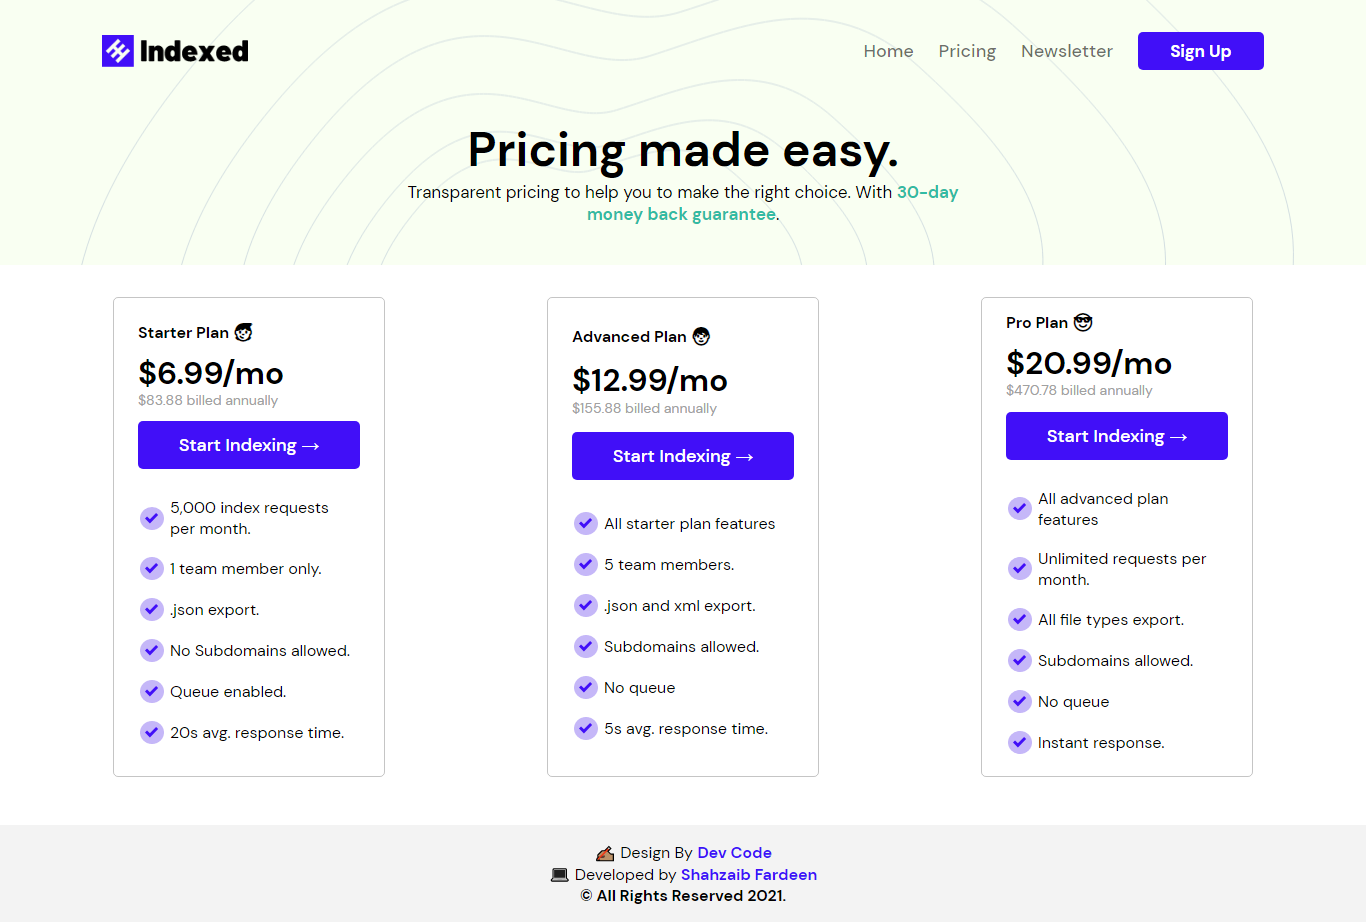 Indexed
Home
Pricing
Newsletter
Sign Up
Pricing made easy.
Transparent pricing to help you to make the right choice. With 30-day
money back guarantee.
Starter Plan
$6.99/mo
$83.88 billed annually
Start Indexing →
5,000 index requests
per month.
1 team member only.
.json export.
No Subdomains allowed.
Queue enabled.
20s avg. response time.
Advanced Plan
$12.99/mo
$155.88 billed annually
Start Indexing →
All starter plan features
5 team members.
.json and xml export.
Subdomains allowed.
No queue
5s avg. response time.
Pro Plan
$20.99/mo
$470.78 billed annually
Start Indexing →
All advanced plan
features
Unlimited requests per
month.
All file types export.
Subdomains allowed.
No queue
Instant response.
Design By Dev Code
Developed by Shahzaib Fardeen
© All Rights Reserved 2021.